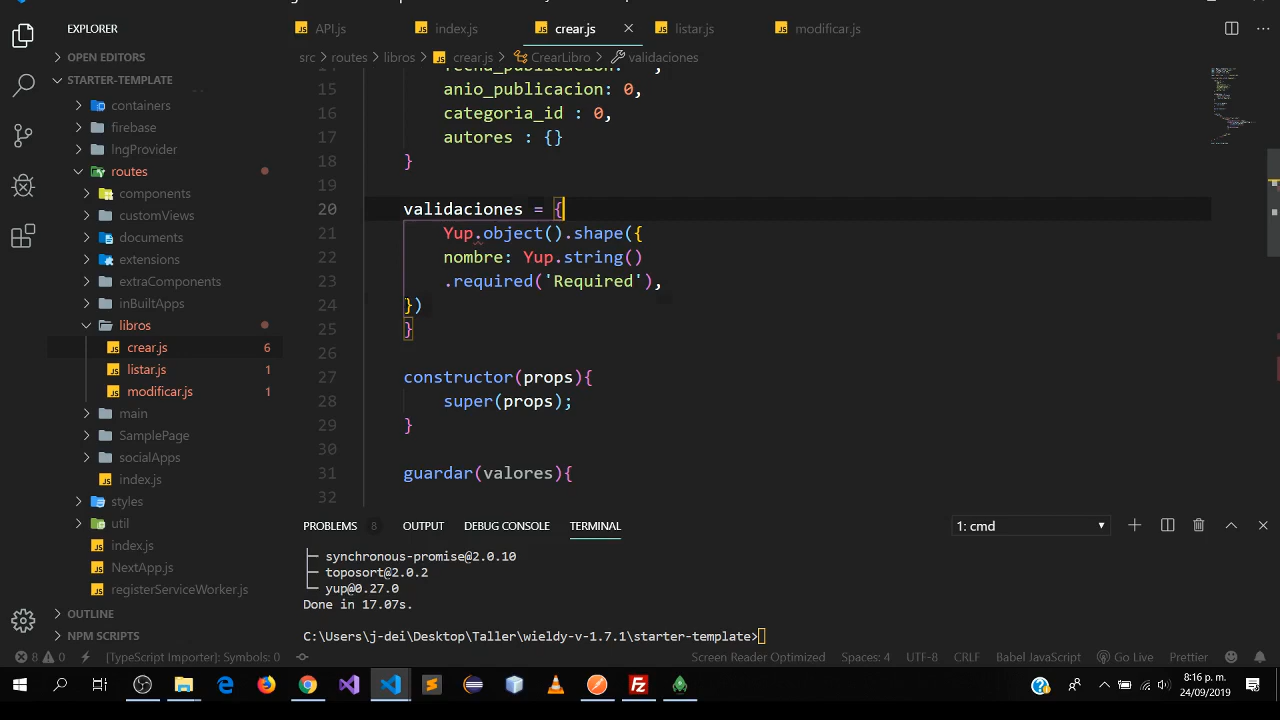 EXPLORER
API.js
index.js
crear.js
listar.js
modificar.js
OPEN EDITORS
src > routes > libros > crear.js > CrearLibro > validaciones
STARTER-TEMPLATE
containers
firebase
lngProvider
routes
components
customViews
documents
extensions
extraComponents
inBuiltApps
libros
crear.js 6
listar.js 1
modificar.js 1
main
SamplePage
socialApps
index.js
styles
util
index.js
NextApp.js
registerServiceWorker.js
OUTLINE
NPM SCRIPTS
15 anio_publicacion: 0,
16 categoria_id : 0,
17 autores : {}
18 }
19
20 validaciones = {
21 Yup.object().shape({
22 nombre: Yup.string()
23 .required('Required'),
24 })
25 }
26
27 constructor(props){
28 super(props);
29 }
30
31 guardar(valores){
32
PROBLEMS 8 OUTPUT DEBUG CONSOLE TERMINAL 1: cmd
├─ synchronous-promise@2.0.10
├─ toposort@2.0.2
└─ yup@0.27.0
Done in 17.07s.
C:\Users\j-dei\Desktop\Taller\wieldy-v-1.7.1\starter-template>
8 0 [TypeScript Importer]: Symbols: 0 Screen Reader Optimized Spaces: 4 UTF-8 CRLF Babel JavaScript Go Live Prettier
8:16 p. m.
24/09/2019